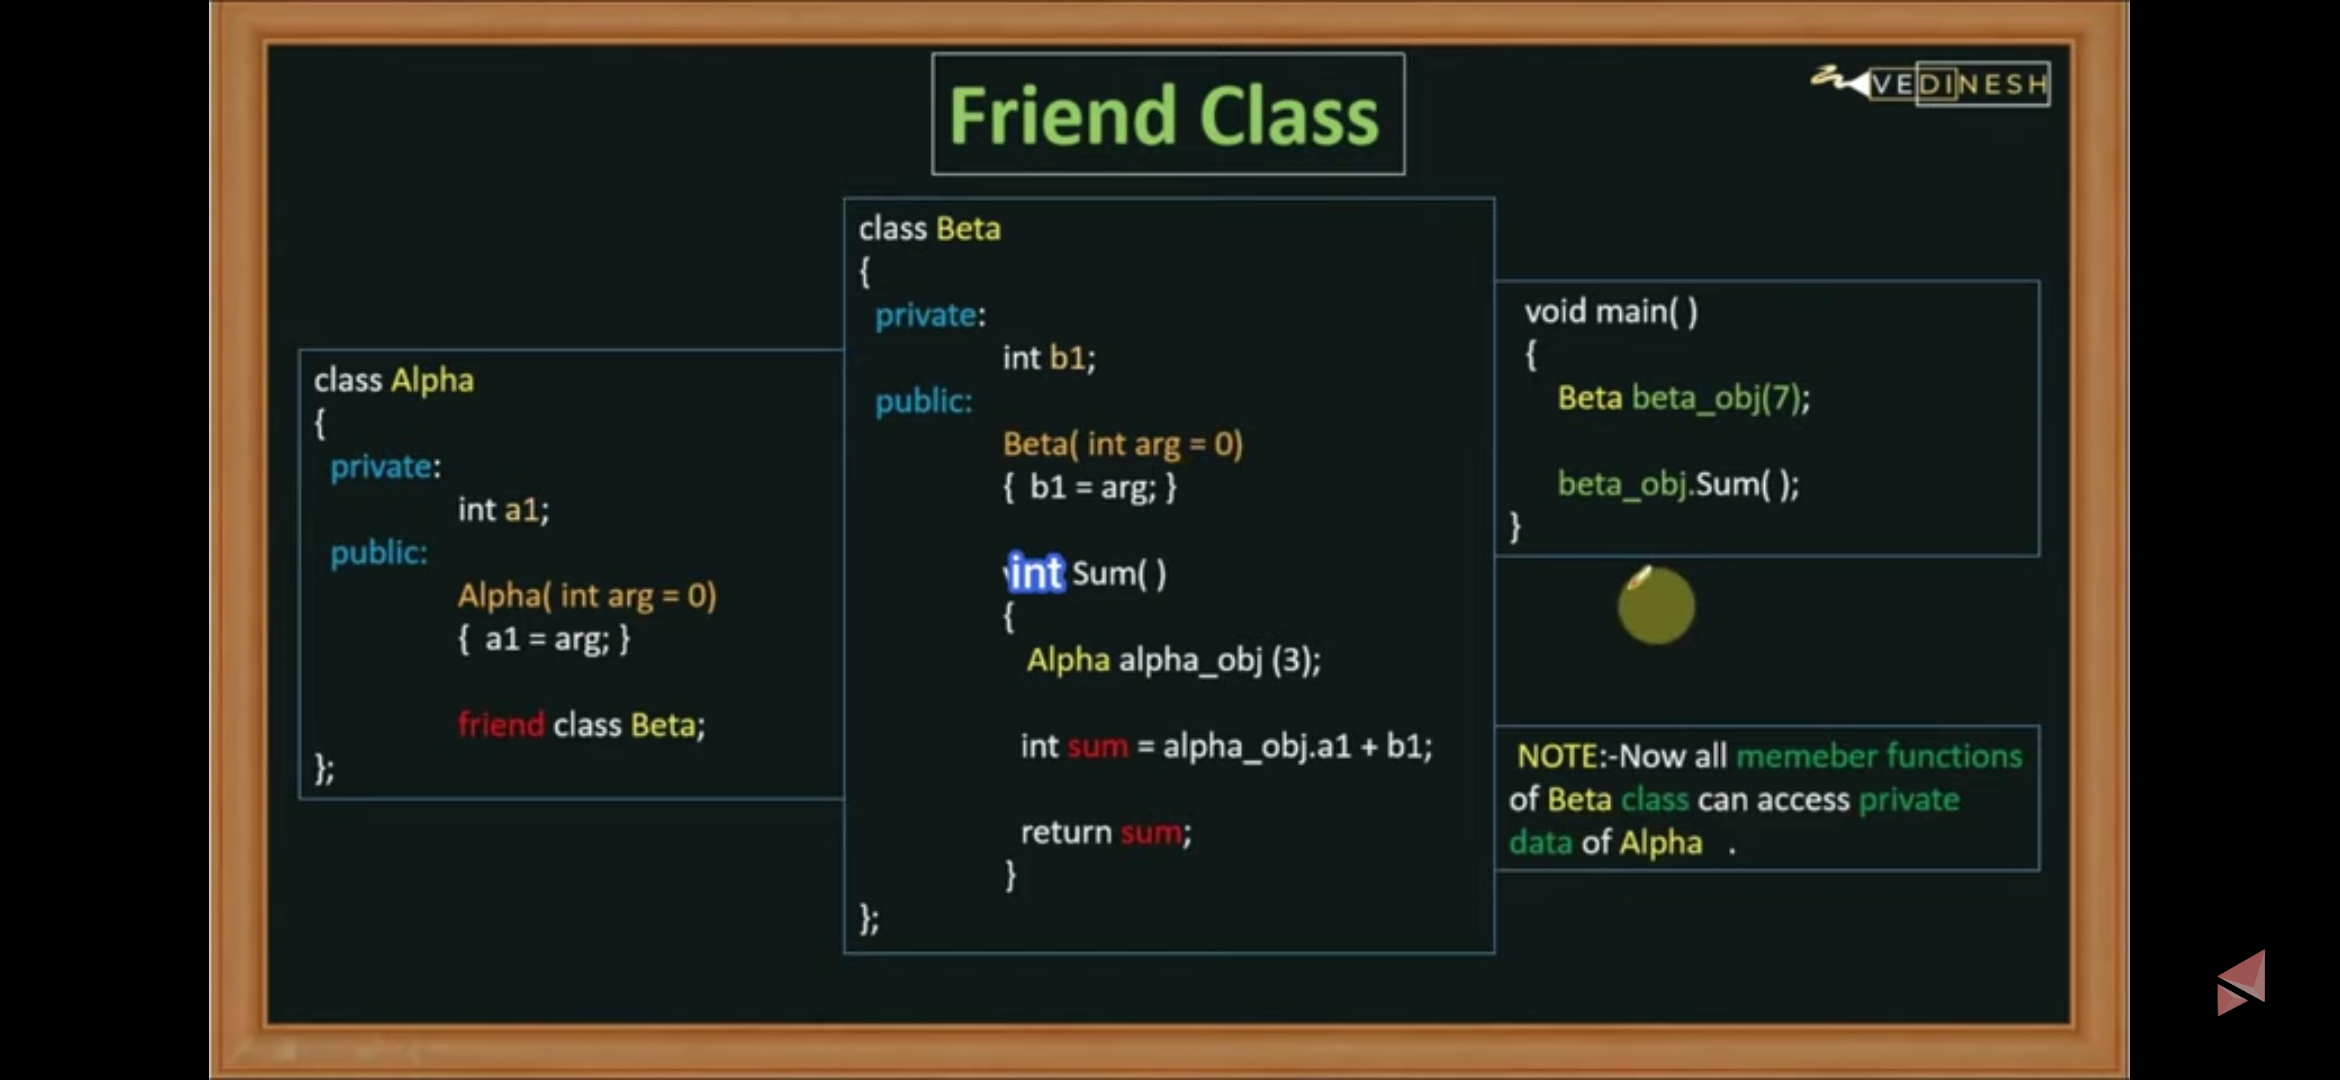 Friend Class
VEDINESH
class Alpha
{
private:
int a1;
public:
Alpha( int arg = 0)
{ a1 = arg; }
friend class Beta;
};
class Beta
{
private:
int b1;
public:
Beta( int arg = 0)
{ b1 = arg; }
int Sum( )
{
Alpha alpha_obj (3);
int sum = alpha_obj.a1 + b1;
return sum;
}
};
void main( )
{
Beta beta_obj(7);
beta_obj.Sum( );
}
NOTE:-Now all memeber functions
of Beta class can access private
data of Alpha .